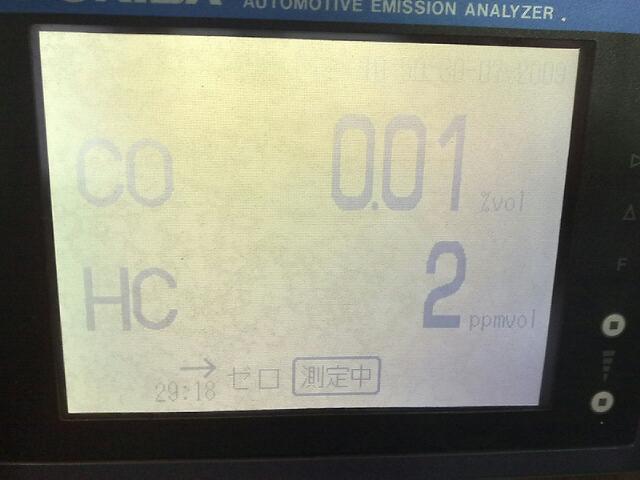 AUTOMOTIVE EMISSION ANALYZER
CO 0.01 %vol
HC 2 ppmvol
→ ゼロ 測定中
29:18
F